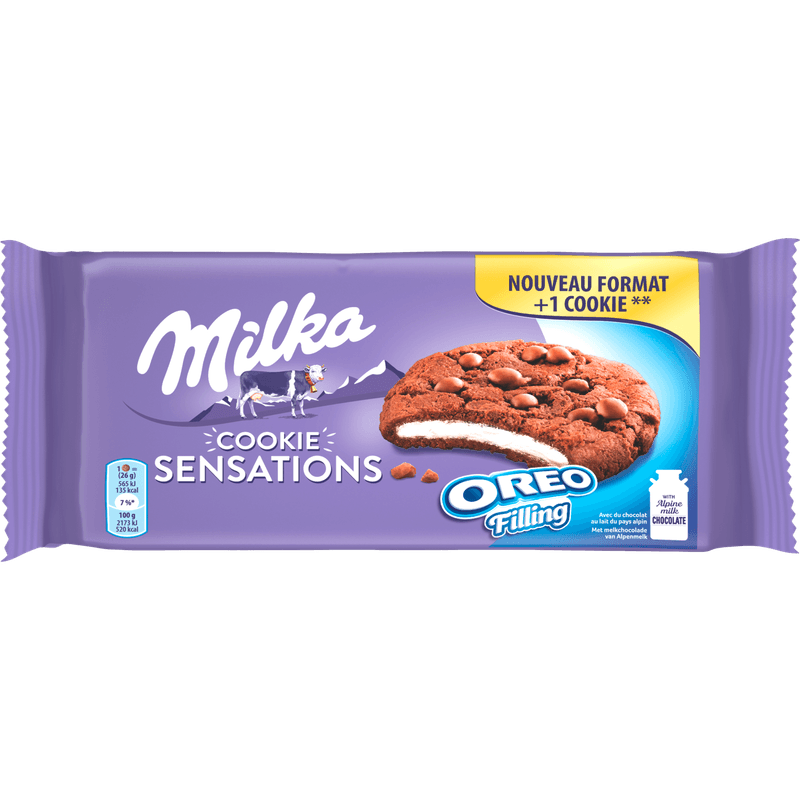 NOUVEAU FORMAT
+1 COOKIE **
Milka
COOKIE
SENSATIONS
OREO
Filling
1
(26 g)
565 kJ
135 kcal
7 %*
100 g
2173 kJ
520 kcal
Avec du chocolat
au lait du pays alpin
Met melkchocolade
van Alpenmelk
WITH
Alpine
milk
CHOCOLATE